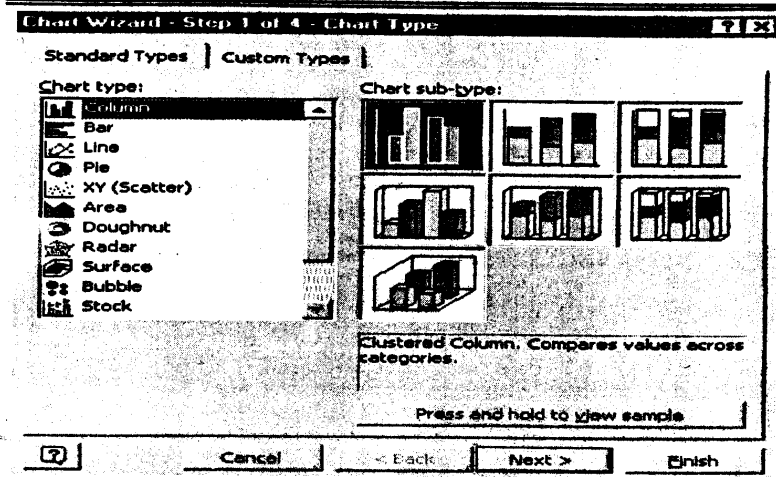 Chart Wizard - Step 1 of 4 - Chart Type
Standard Types
Custom Types
Chart type:
Column
Bar
Line
Pie
XY (Scatter)
Area
Doughnut
Radar
Surface
Bubble
Stock
Chart sub-type:
Clustered Column. Compares values across
categories.
Press and hold to view sample
Cancel
< Back
Next >
Finish